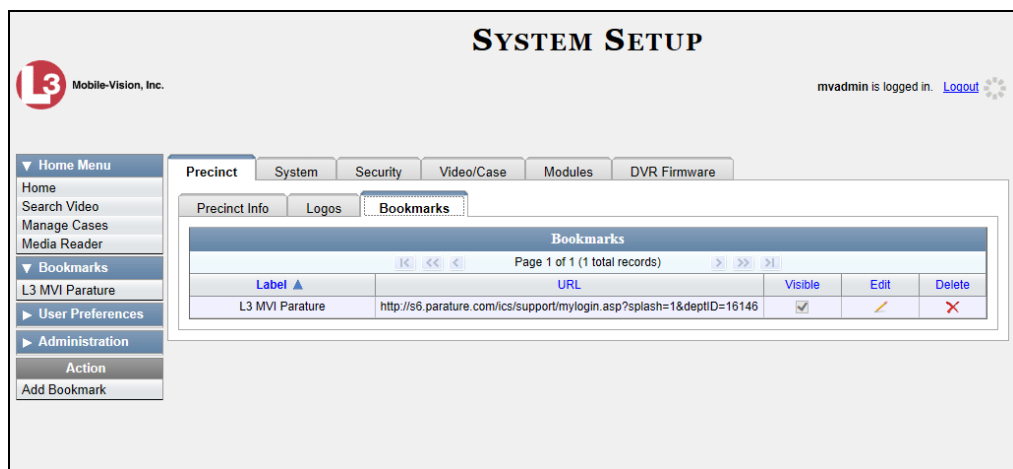 SYSTEM SETUP
L3 Mobile-Vision, Inc.
mvadmin is logged in. Logout
Home Menu
Home
Search Video
Manage Cases
Media Reader
Bookmarks
L3 MVI Parature
User Preferences
Administration
Action
Add Bookmark
Precinct System Security Video/Case Modules DVR Firmware
Precinct Info Logos Bookmarks
Bookmarks
Page 1 of 1 (1 total records)
Label URL Visible Edit Delete
L3 MVI Parature http://s6.parature.com/ics/support/mylogin.asp?splash=1&deptID=16146